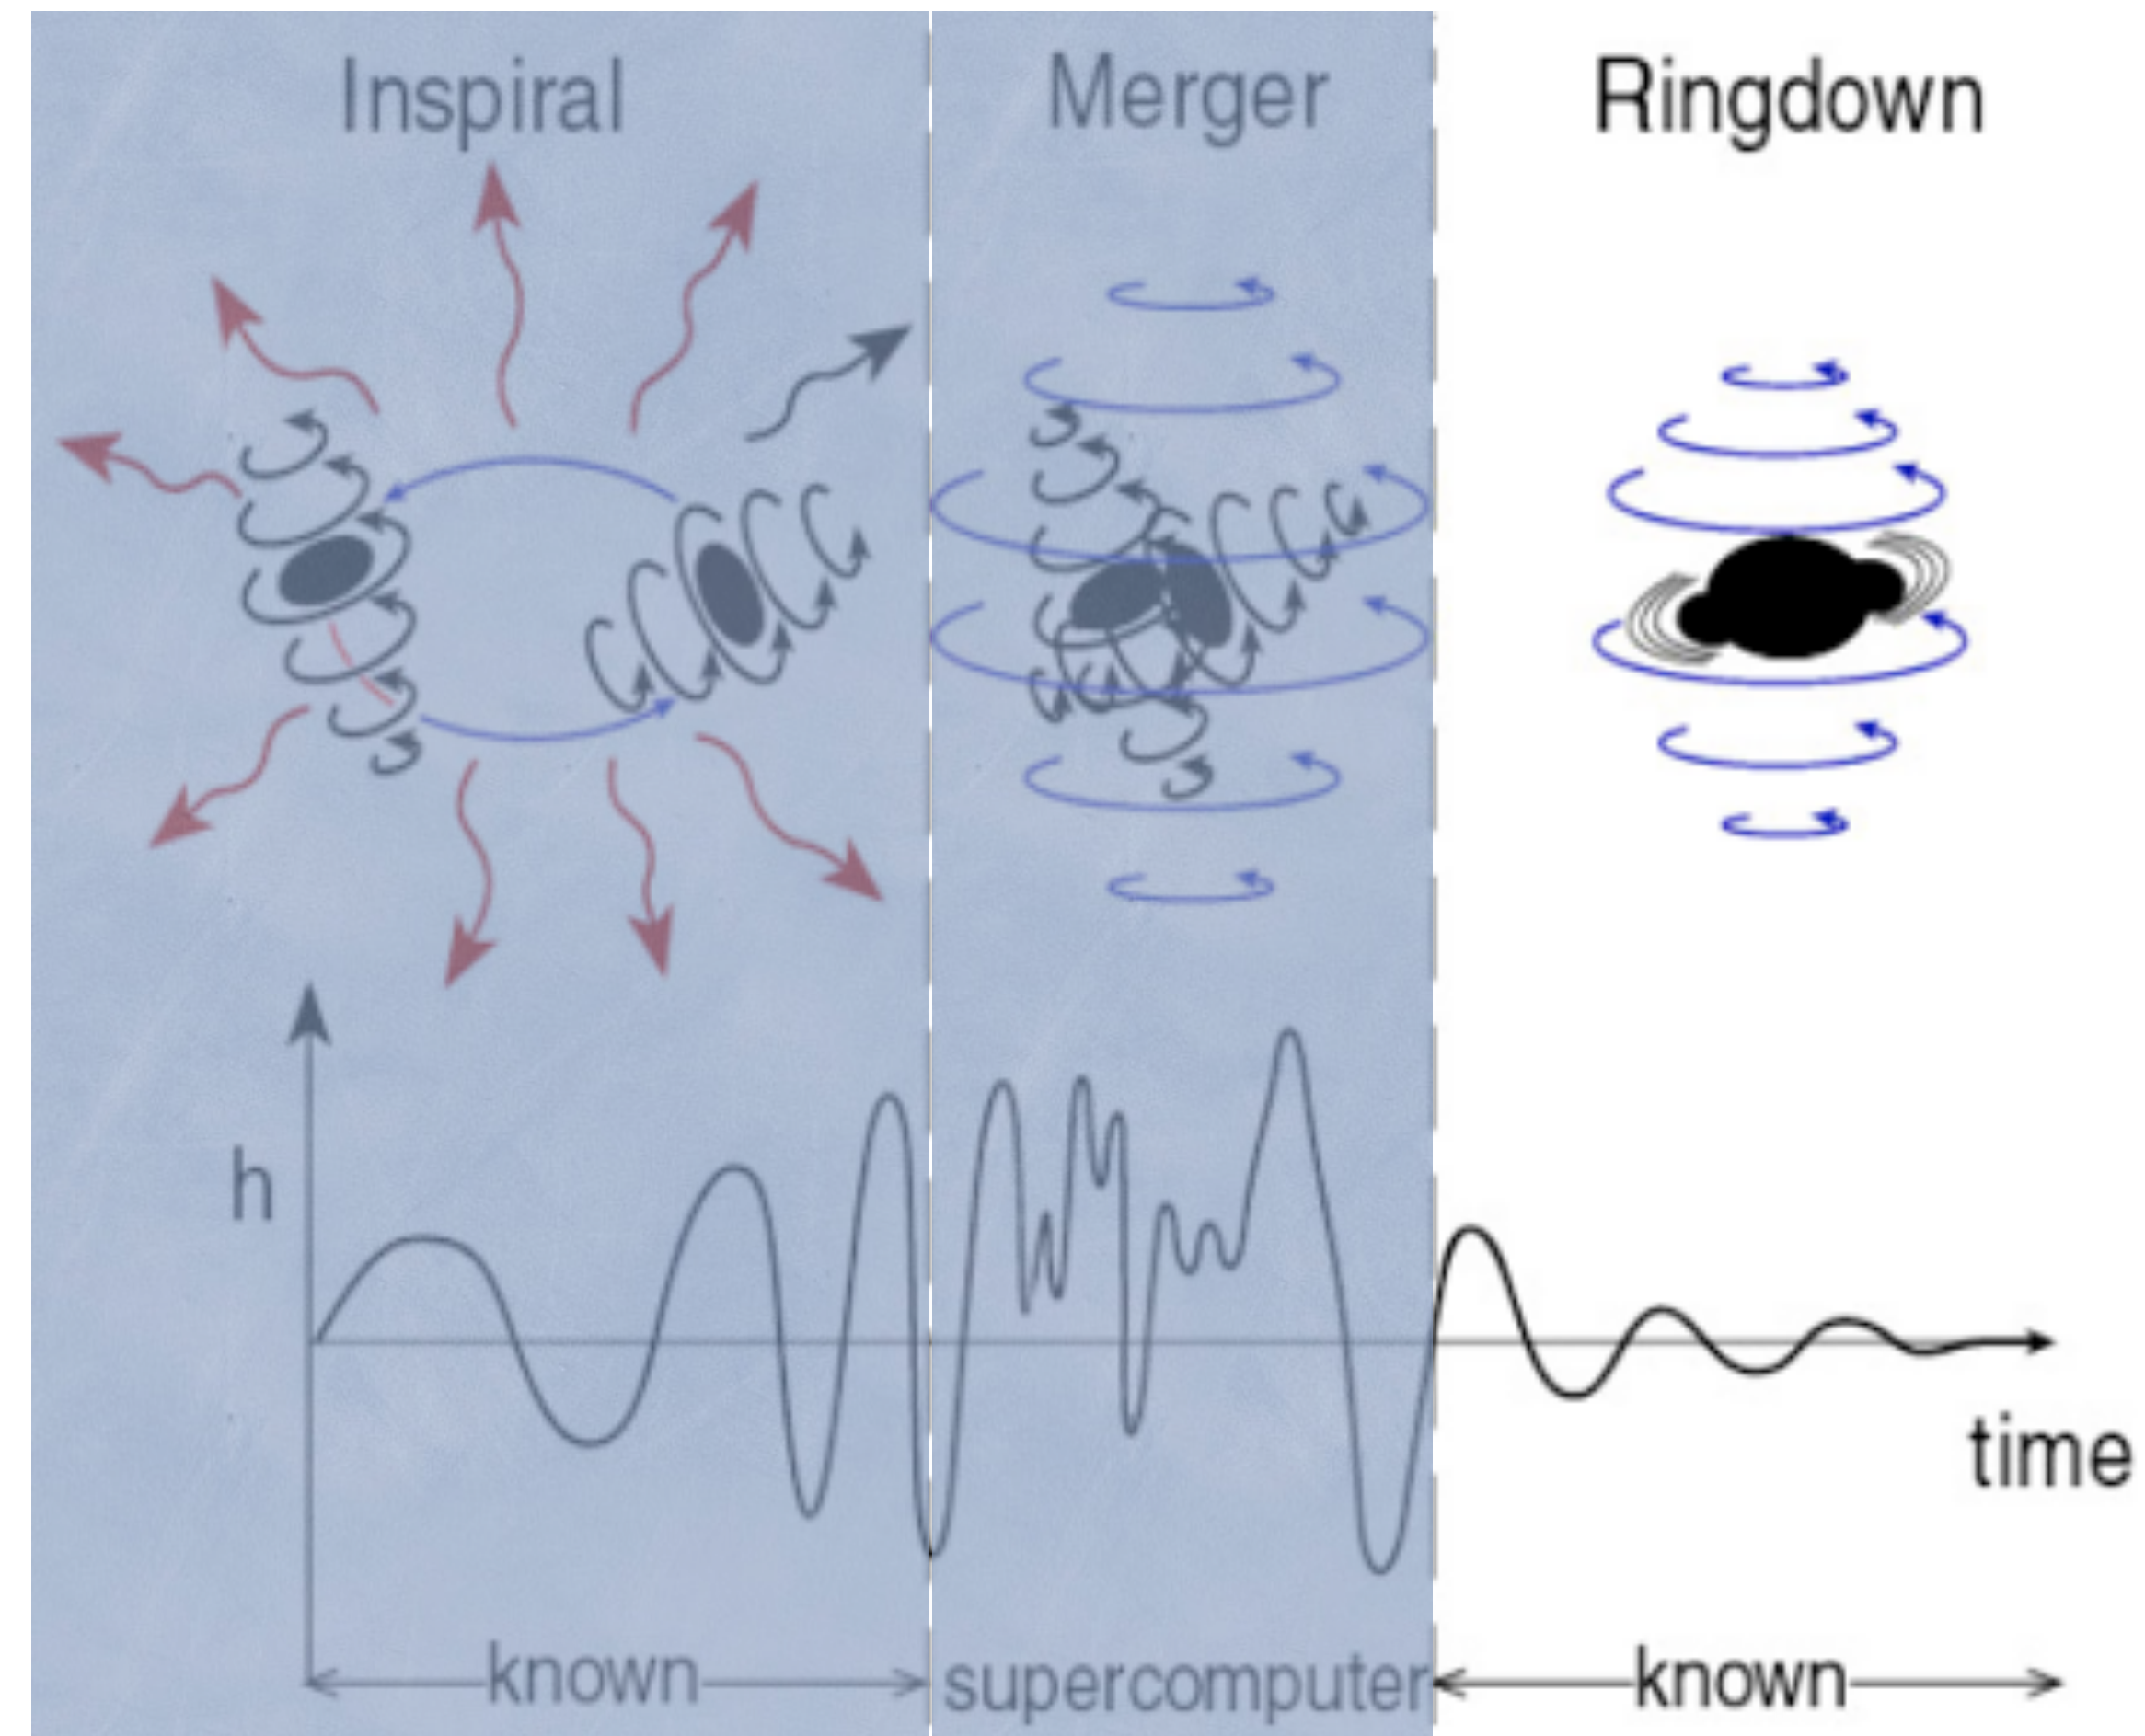 Inspiral
Merger
Ringdown
h
time
known
supercomputer
known